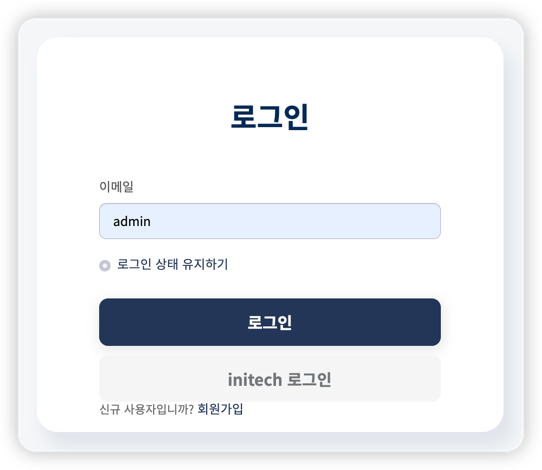 로그인
이메일
admin
로그인 상태 유지하기
로그인
initech 로그인
신규 사용자입니까? 회원가입